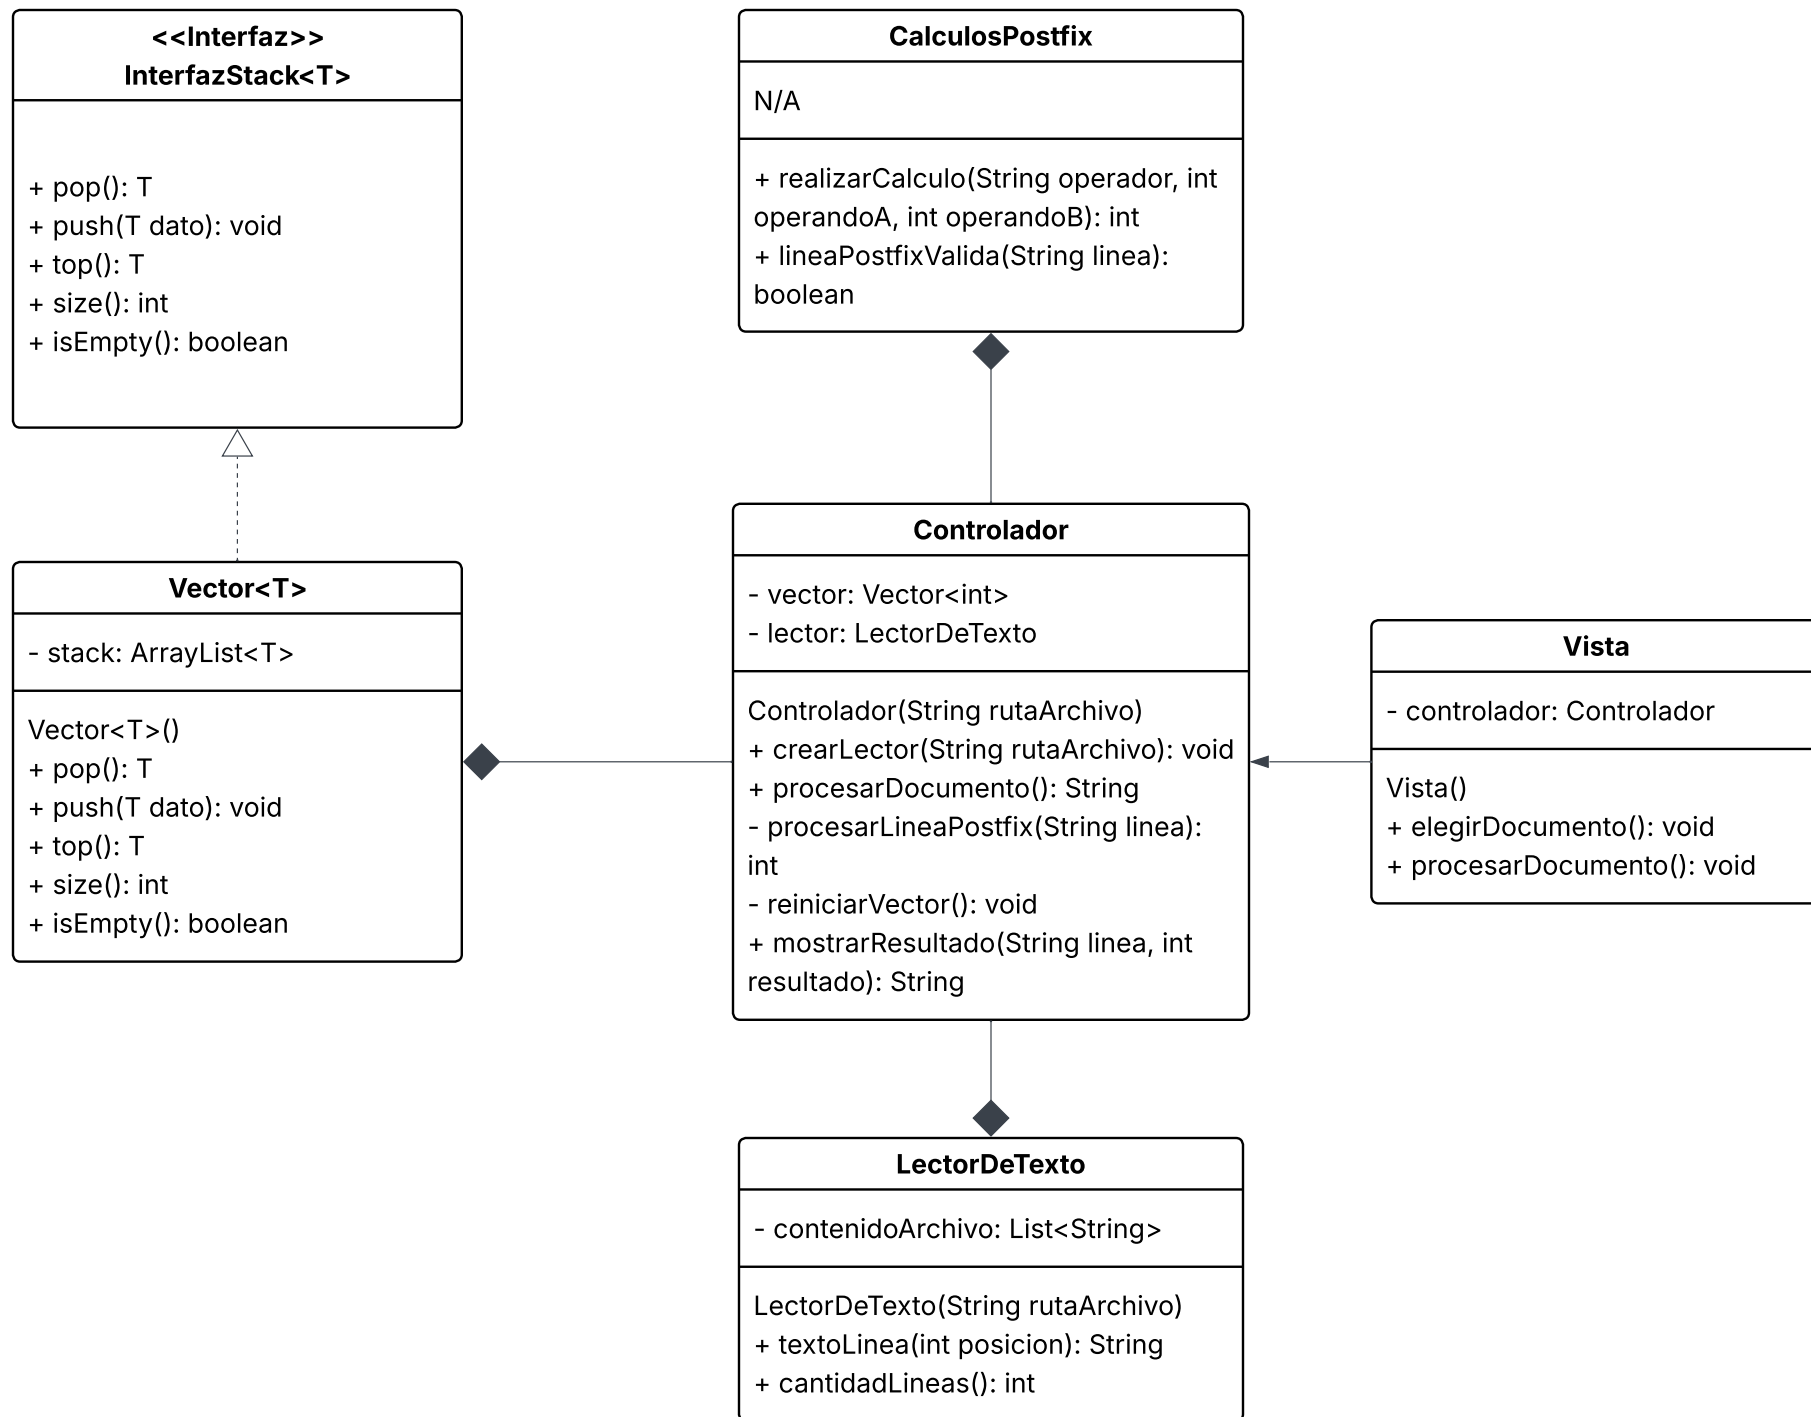 <<Interfaz>>
InterfazStack<T>
+ pop(): T
+ push(T dato): void
+ top(): T
+ size(): int
+ isEmpty(): boolean
CalculosPostfix
N/A
+ realizarCalculo(String operador, int
operandoA, int operandoB): int
+ lineaPostfixValida(String linea):
boolean
Vector<T>
- stack: ArrayList<T>
Vector<T>()
+ pop(): T
+ push(T dato): void
+ top(): T
+ size(): int
+ isEmpty(): boolean
Controlador
- vector: Vector<int>
- lector: LectorDeTexto
Controlador(String rutaArchivo)
+ crearLector(String rutaArchivo): void
+ procesarDocumento(): String
- procesarLineaPostfix(String linea):
int
- reiniciarVector(): void
+ mostrarResultado(String linea, int
resultado): String
Vista
- controlador: Controlador
Vista()
+ elegirDocumento(): void
+ procesarDocumento(): void
LectorDeTexto
- contenidoArchivo: List<String>
LectorDeTexto(String rutaArchivo)
+ textoLinea(int posicion): String
+ cantidadLineas(): int